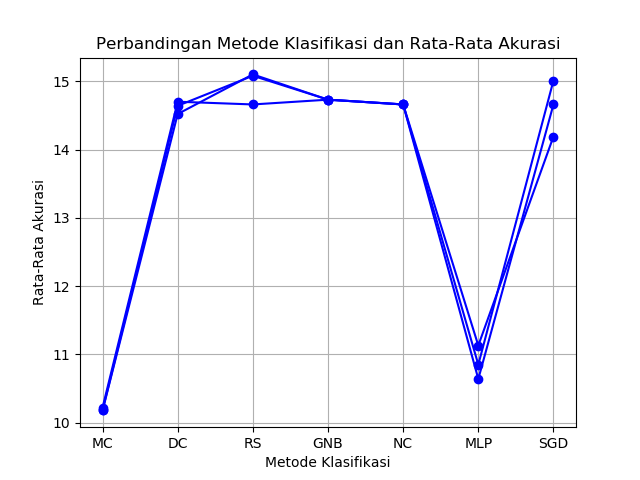 Perbandingan Metode Klasifikasi dan Rata-Rata Akurasi
15
14
13
12
11
10
Rata-Rata Akurasi
MC DC RS GNB NC MLP SGD
Metode Klasifikasi